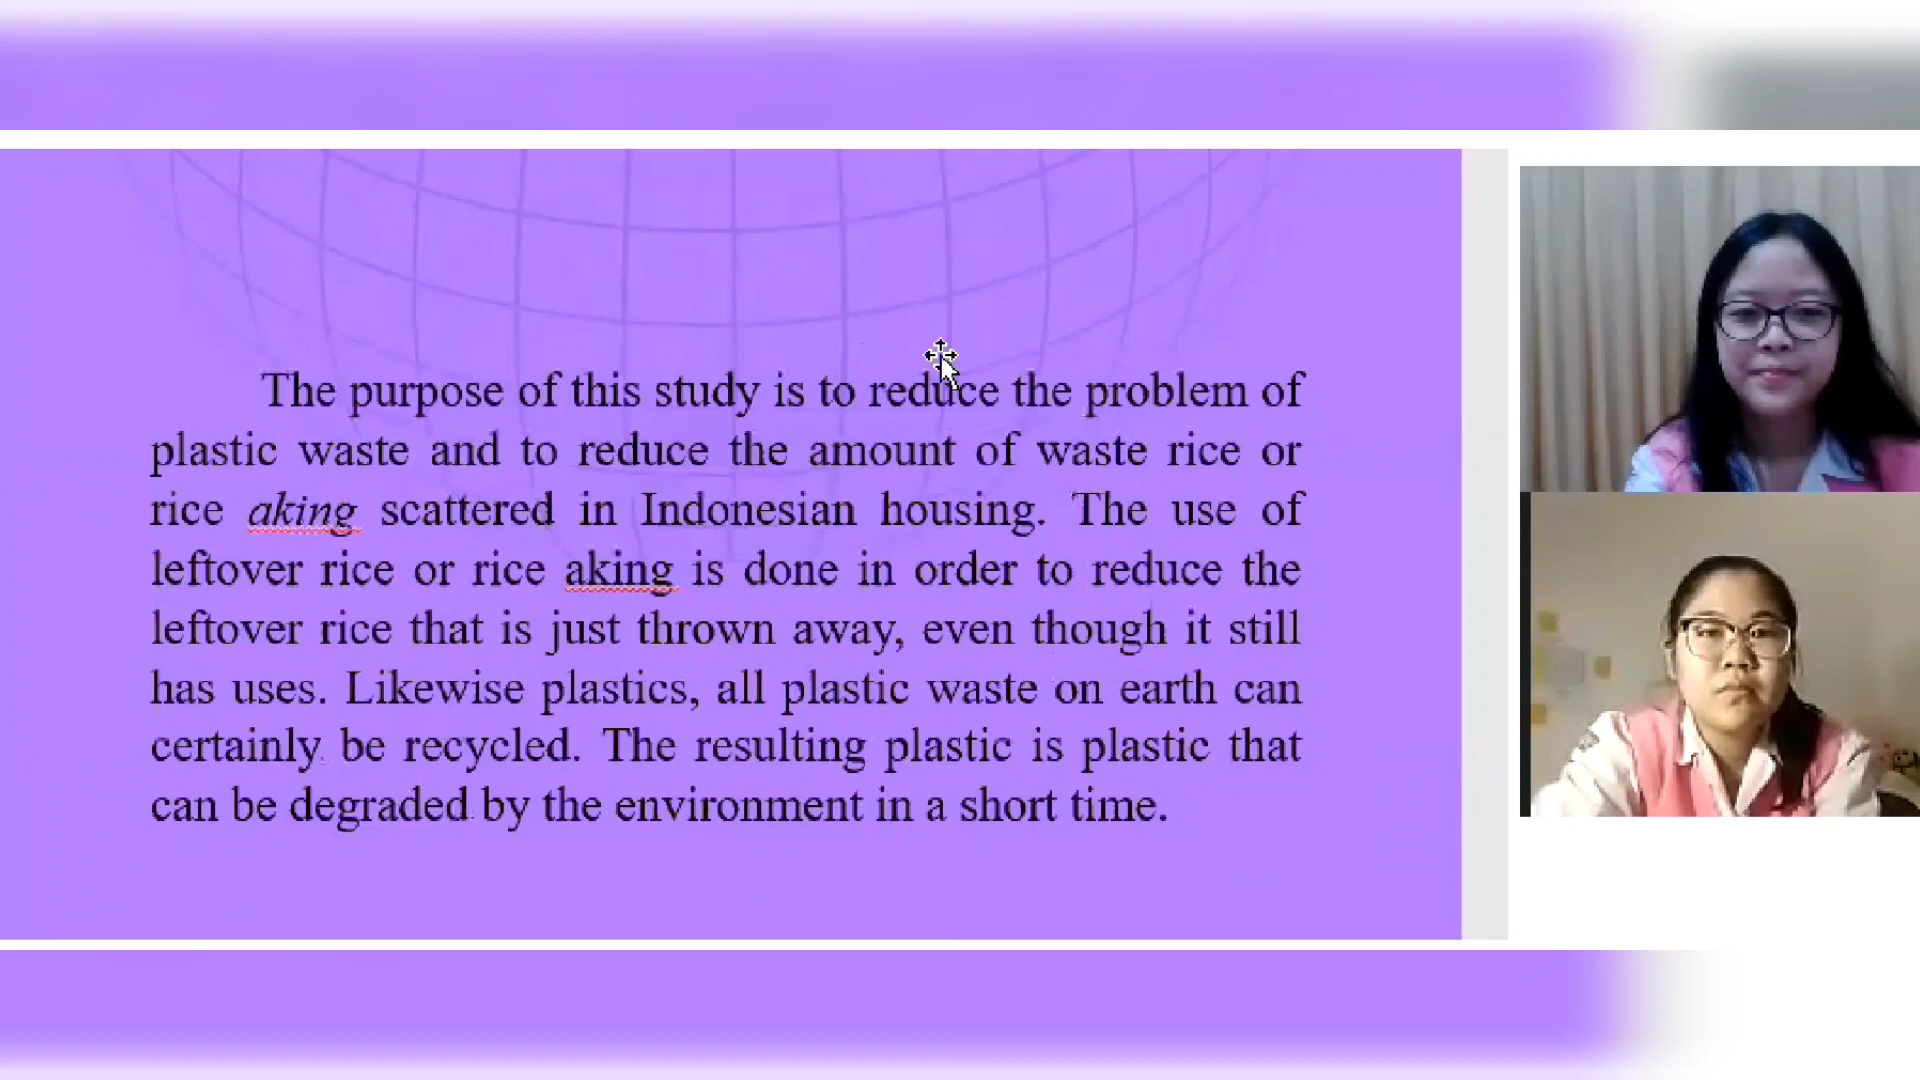 The purpose of this study is to reduce the problem of
plastic waste and to reduce the amount of waste rice or
rice aking scattered in Indonesian housing. The use of
leftover rice or rice aking is done in order to reduce the
leftover rice that is just thrown away, even though it still
has uses. Likewise plastics, all plastic waste on earth can
certainly be recycled. The resulting plastic is plastic that
can be degraded by the environment in a short time.